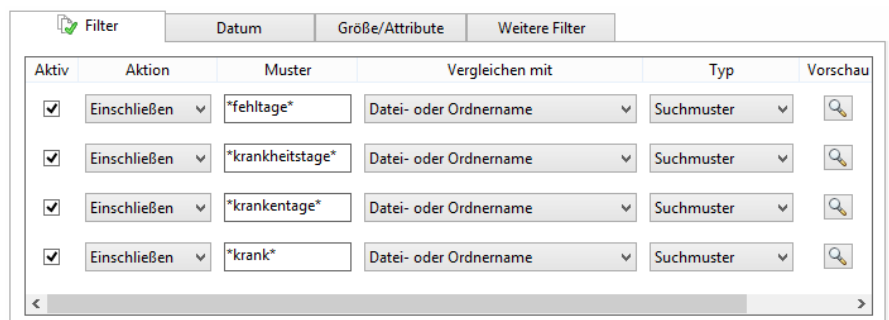 Filter Datum Größe/Attribute Weitere Filter
Aktiv Aktion Muster Vergleichen mit Typ Vorschau
Einschließen *fehltage* Datei- oder Ordnername Suchmuster
Einschließen *krankheitstage* Datei- oder Ordnername Suchmuster
Einschließen *krankentage* Datei- oder Ordnername Suchmuster
Einschließen *krank* Datei- oder Ordnername Suchmuster